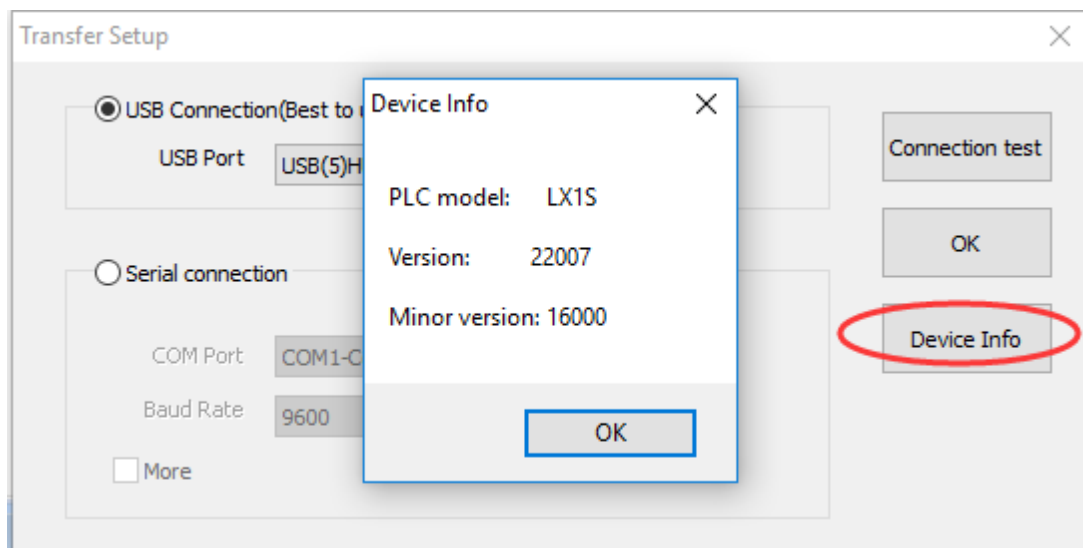 Transfer Setup
USB Connection(Best to
USB Port
USB(5)H
Serial connection
COM Port
COM1-C
Baud Rate
9600
More
Device Info
PLC model: LX1S
Version: 22007
Minor version: 16000
OK
Connection test
OK
Device Info